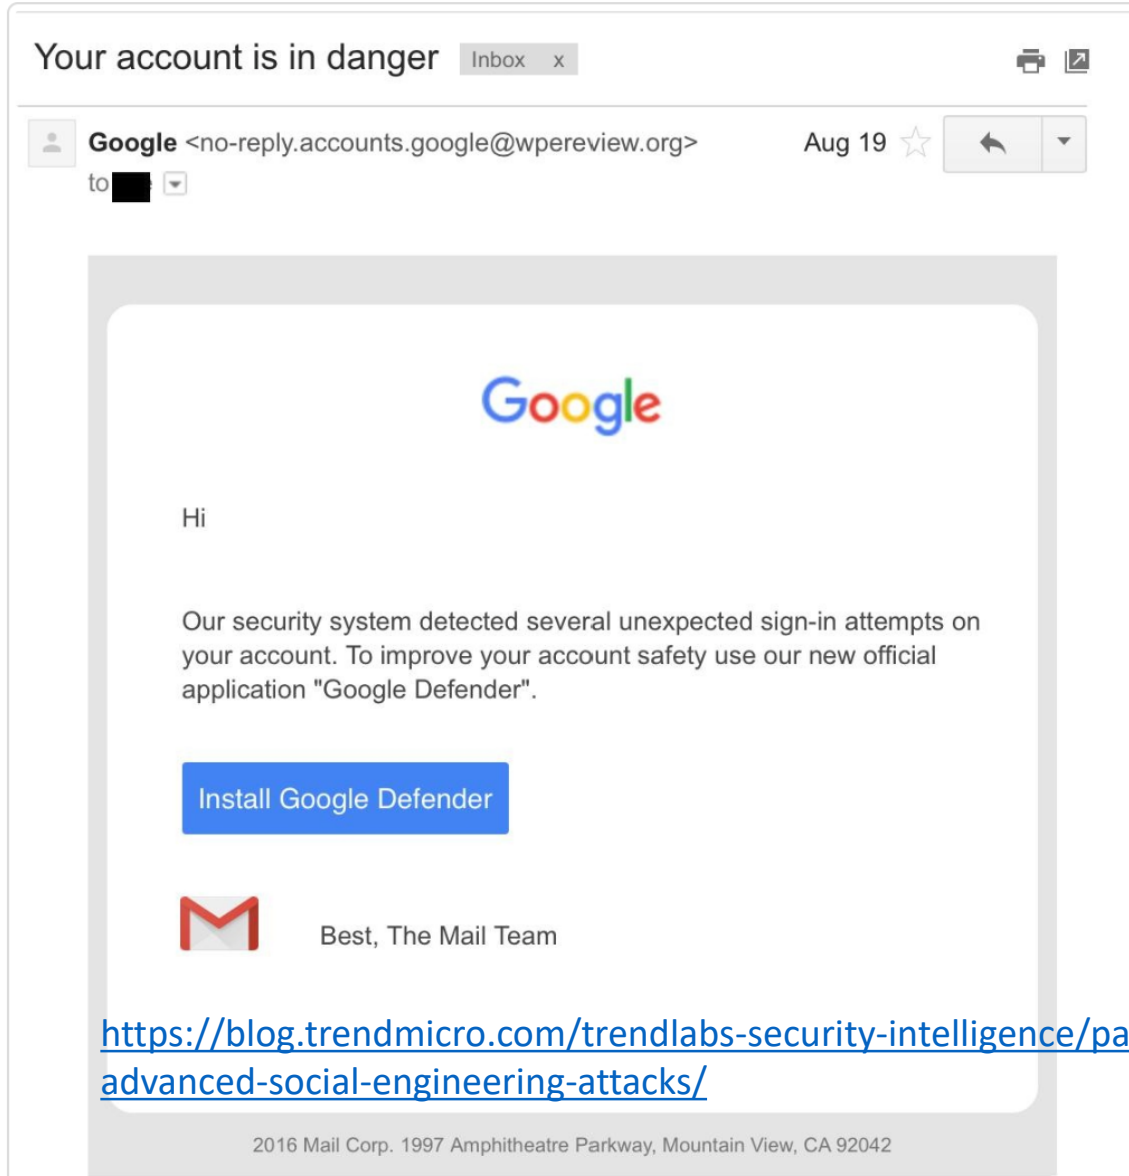 Your account is in danger Inbox x
Google <no-reply.accounts.google@wpereview.org> Aug 19
to
Google
Hi
Our security system detected several unexpected sign-in attempts on
your account. To improve your account safety use our new official
application "Google Defender".
Install Google Defender
Best, The Mail Team
https://blog.trendmicro.com/trendlabs-security-intelligence/pa
advanced-social-engineering-attacks/
2016 Mail Corp. 1997 Amphitheatre Parkway, Mountain View, CA 92042